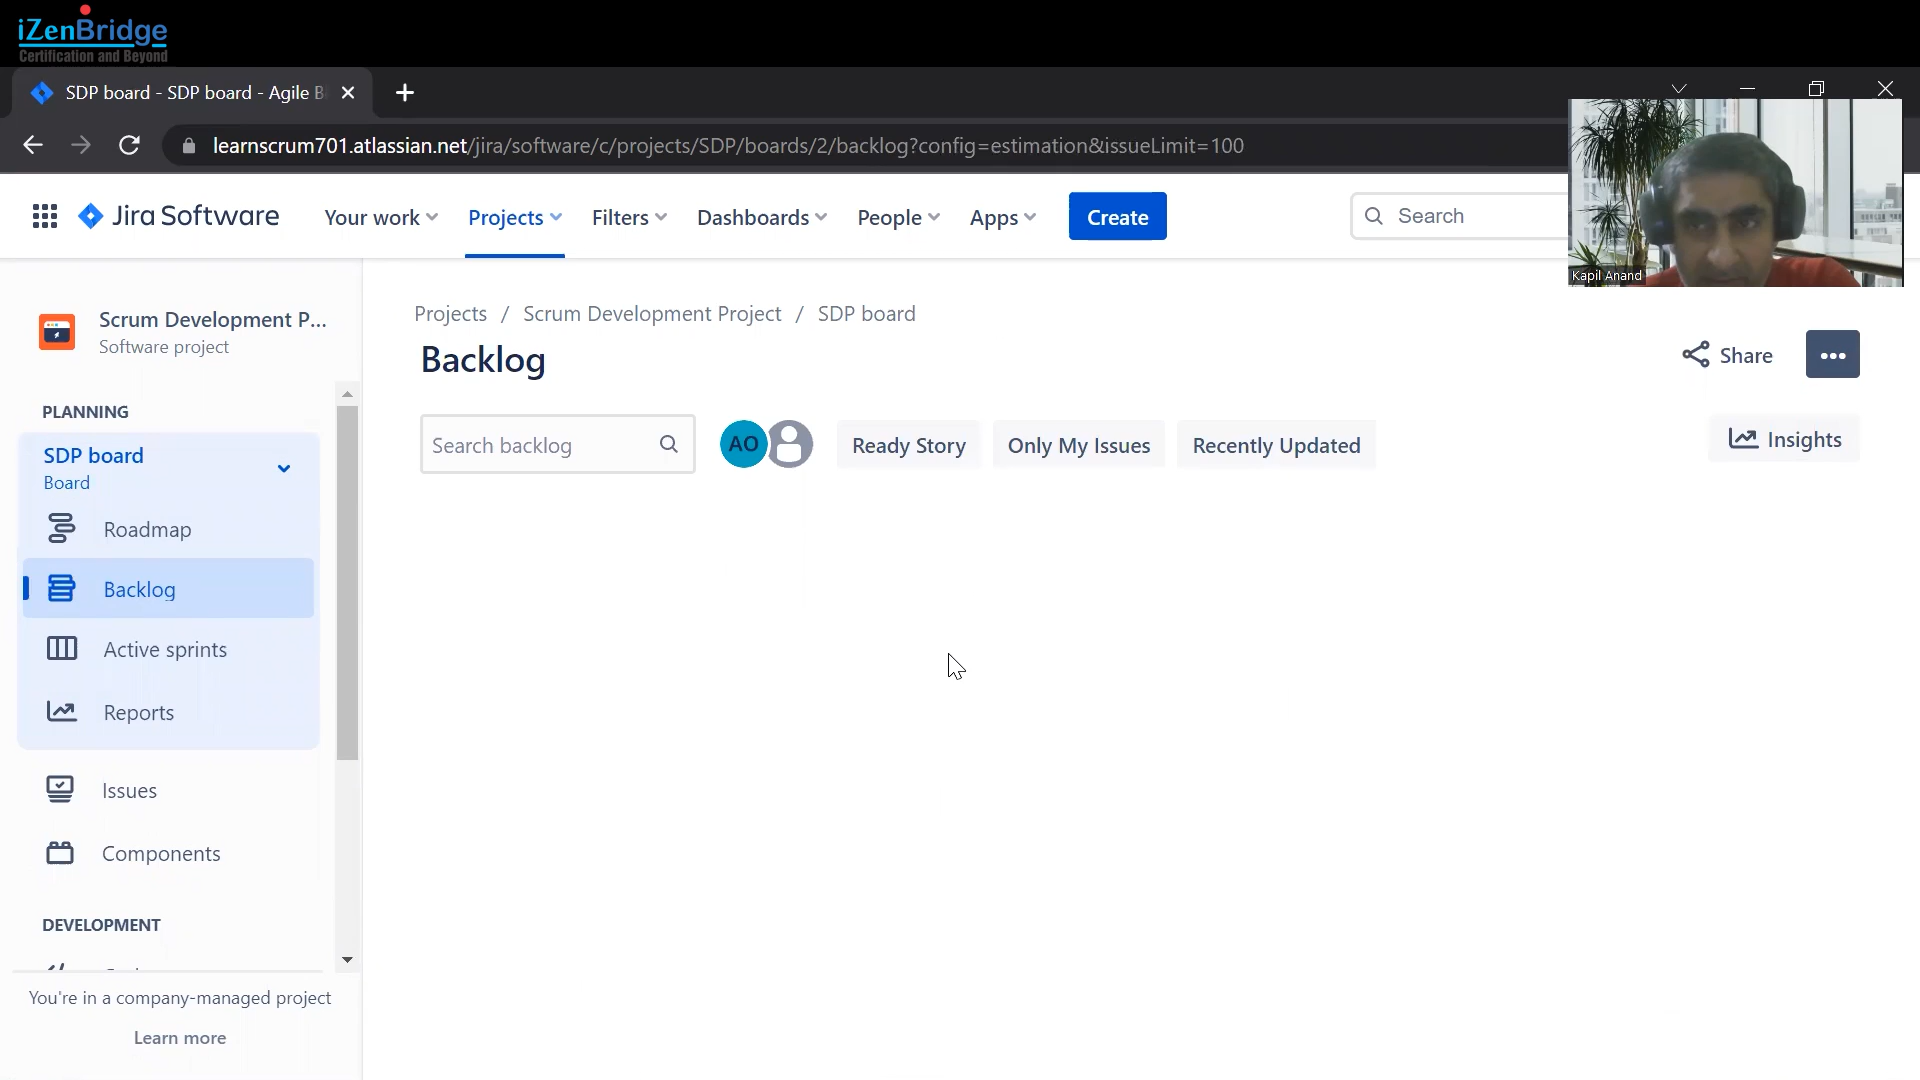 iZenBridge
Certification and Beyond
SDP board - SDP board - Agile B
learnscrum701.atlassian.net/jira/software/c/projects/SDP/boards/2/backlog?config=estimation&issueLimit=100
Jira Software
Your work
Projects
Filters
Dashboards
People
Apps
Create
Search
Kapil Anand
Scrum Development P...
Software project
Projects / Scrum Development Project / SDP board
Backlog
Share
PLANNING
SDP board
Board
Search backlog
AO
Ready Story
Only My Issues
Recently Updated
Insights
Roadmap
Backlog
Active sprints
Reports
Issues
Components
DEVELOPMENT
You're in a company-managed project
Learn more